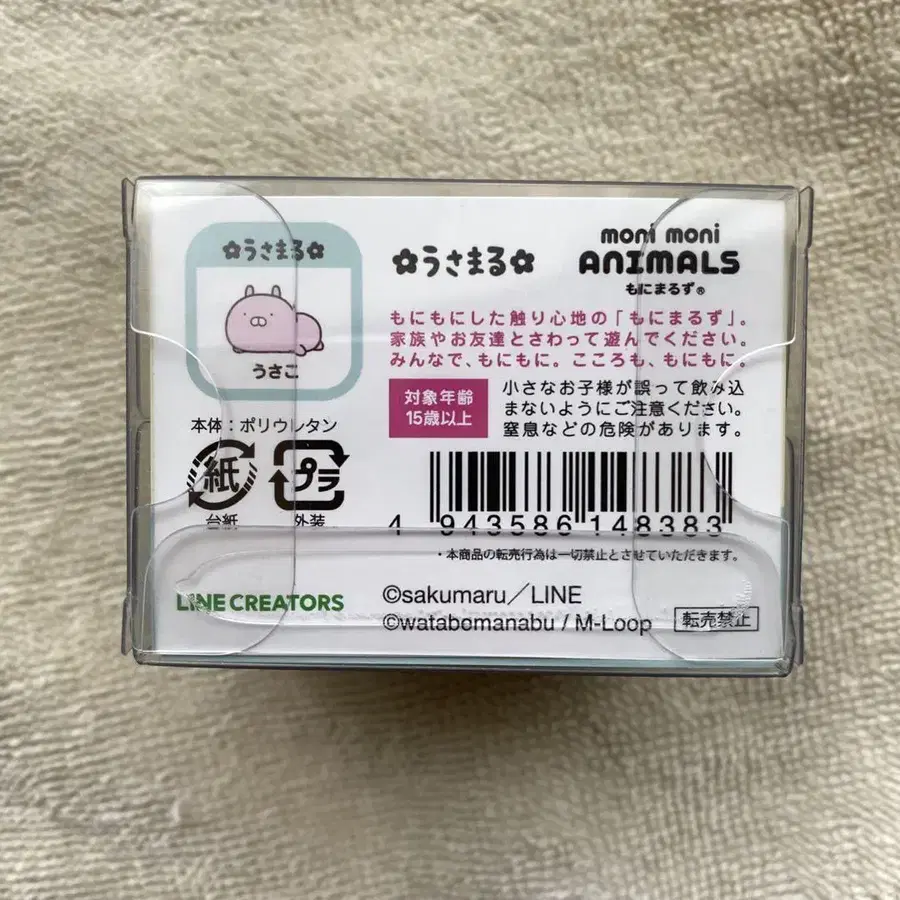 ✿うさまる✿
うさこ
本体：ポリウレタン
紙
台紙
プラ
外装
✿うさまる✿
moni moni
ANIMALS
もにまるず®
もにもにした触り心地の「もにまるず」。
家族やお友達とさわって遊んでください。
みんなで、もにもに。こころも、もにもに。
対象年齢
15歳以上
小さなお子様が誤って飲み込
まないようにご注意ください。
窒息などの危険があります。
4 943586 148383
・本商品の転売行為は一切禁止とさせていただきます。
LINE CREATORS
©sakumaru／LINE
©watabomanabu / M-Loop
転売禁止